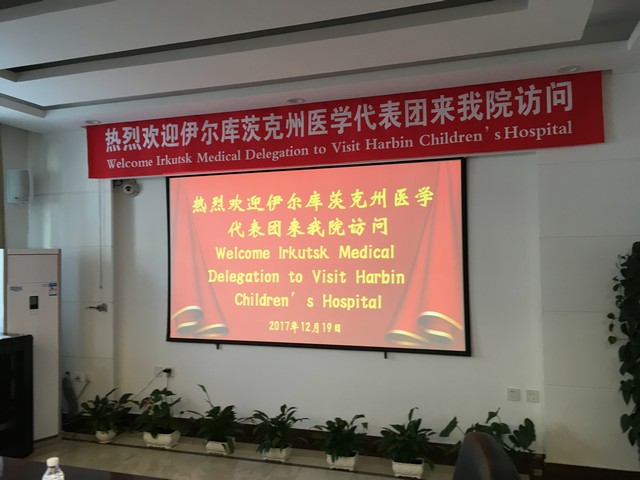 热烈欢迎伊尔库茨克州医学代表团来我院访问
Welcome Irkutsk Medical Delegation to Visit Harbin Children's Hospital
热烈欢迎伊尔库茨克州医学
代表团来我院访问
Welcome Irkutsk Medical
Delegation to Visit Harbin
Children's Hospital
2017年12月19日